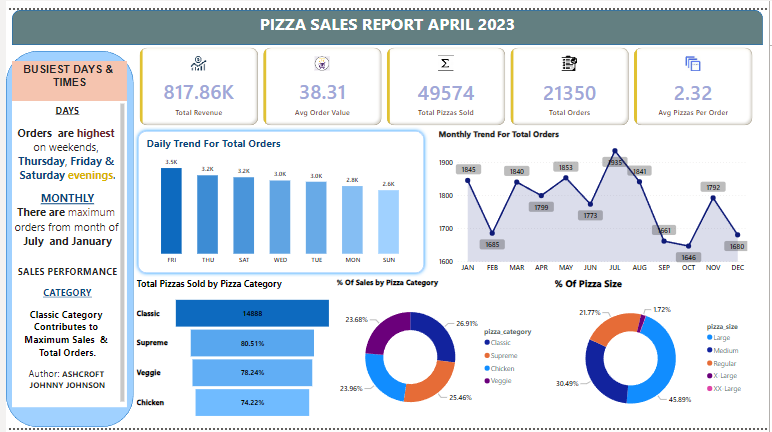 PIZZA SALES REPORT APRIL 2023
BUSIEST DAYS &
TIMES
DAYS
Orders are highest
on weekends,
Thursday, Friday &
Saturday evenings.
MONTHLY
There are maximum
orders from month of
July and January
SALES PERFORMANCE
CATEGORY
Classic Category
Contributes to
Maximum Sales &
Total Orders.
Author: ASHCROFT
JOHNNY JOHNSON
817.86K
Total Revenue
38.31
Avg Order Value
49574
Total Pizzas Sold
21350
Total Orders
2.32
Avg Pizzas Per Order
Daily Trend For Total Orders
3.5K
3.2K
3.2K
3.0K
3.0K
2.8K
2.6K
FRI
THU
SAT
WED
TUE
MON
SUN
Monthly Trend For Total Orders
1900
1800
1700
1600
1845
1685
1840
1799
1853
1773
1935
1841
1661
1646
1792
1680
JAN
FEB
MAR
APR
MAY
JUN
JUL
AUG
SEP
OCT
NOV
DEC
Total Pizzas Sold by Pizza Category
Classic
14888
Supreme
80.51%
Veggie
78.24%
Chicken
74.22%
% Of Sales by Pizza Category
23.68%
26.91%
23.96%
25.46%
pizza_category
Classic
Supreme
Chicken
Veggie
% Of Pizza Size
21.77%
1.72%
30.49%
45.89%
pizza_size
Large
Medium
Regular
X Large
XX Large